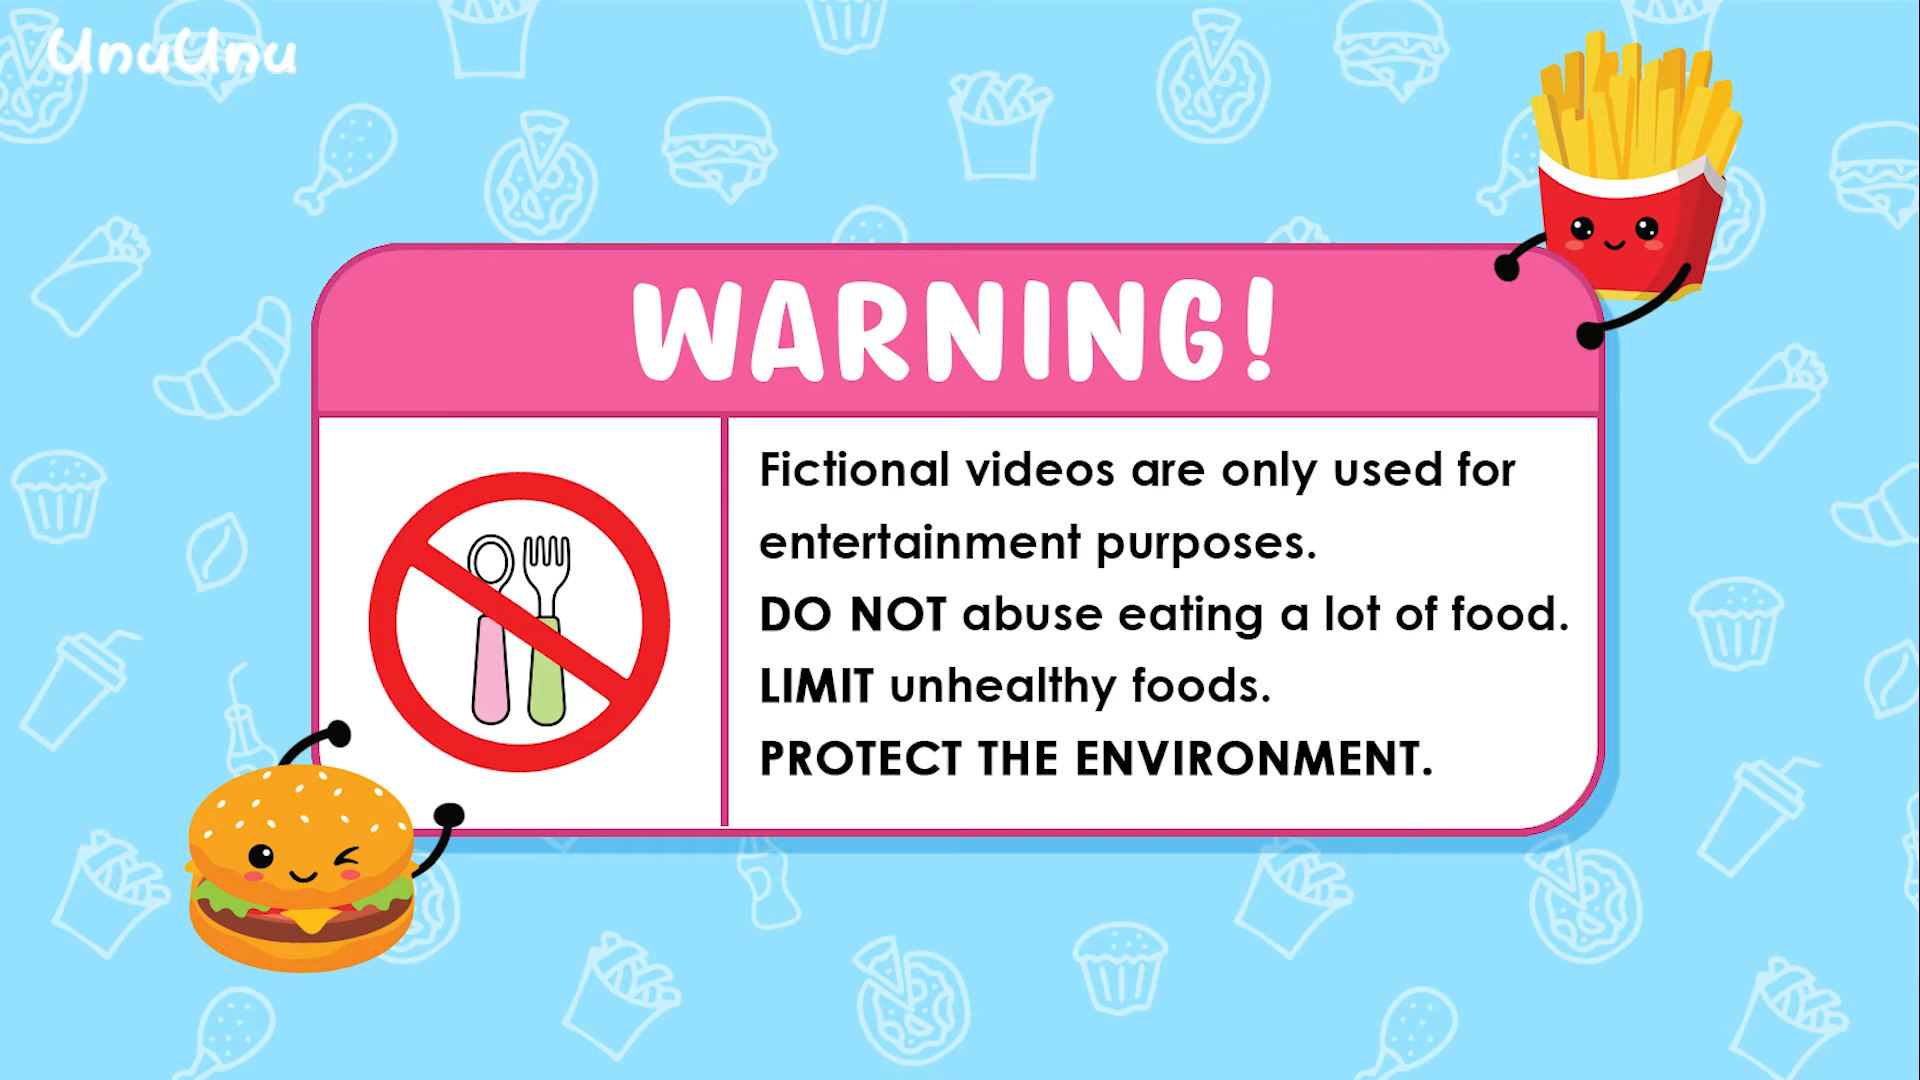 UnuUnu
WARNING!
Fictional videos are only used for
entertainment purposes.
DO NOT abuse eating a lot of food.
LIMIT unhealthy foods.
PROTECT THE ENVIRONMENT.